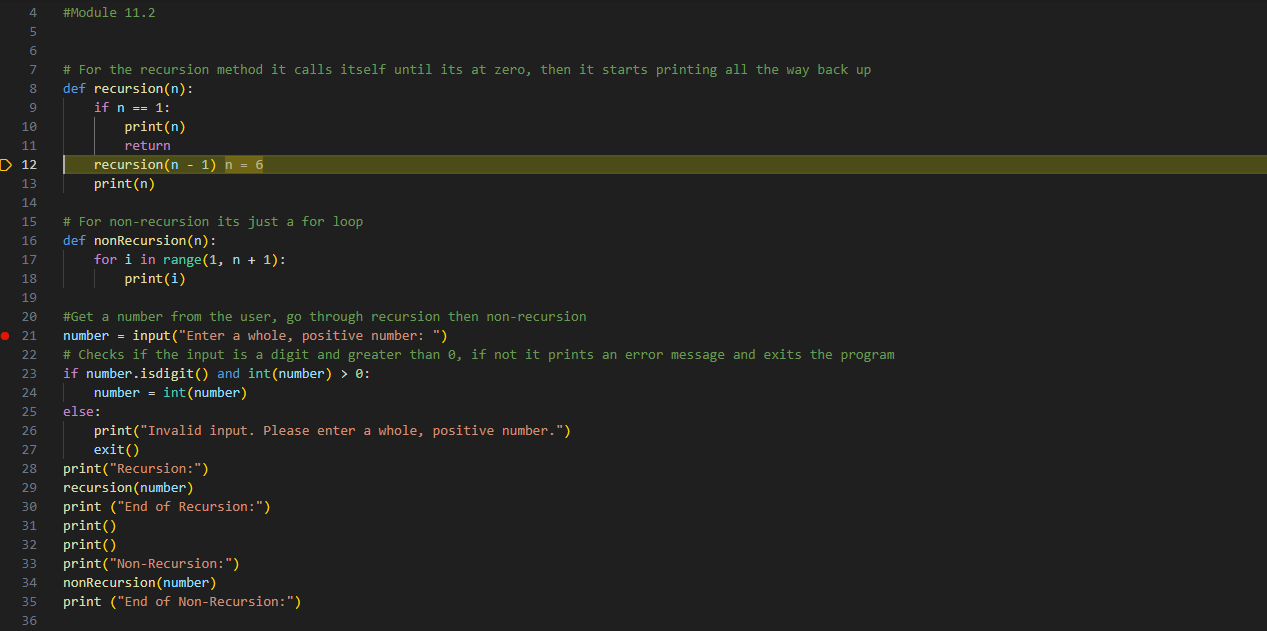 4 #Module 11.2
5
6
7 # For the recursion method it calls itself until its at zero, then it starts printing all the way back up
8 def recursion(n):
9     if n == 1:
10         print(n)
11         return
12     recursion(n - 1) n = 6
13     print(n)
14
15 # For non-recursion its just a for loop
16 def nonRecursion(n):
17     for i in range(1, n + 1):
18         print(i)
19
20 #Get a number from the user, go through recursion then non-recursion
21 number = input("Enter a whole, positive number: ")
22 # Checks if the input is a digit and greater than 0, if not it prints an error message and exits the program
23 if number.isdigit() and int(number) > 0:
24     number = int(number)
25 else:
26     print("Invalid input. Please enter a whole, positive number.")
27     exit()
28 print("Recursion:")
29 recursion(number)
30 print ("End of Recursion:")
31 print()
32 print()
33 print("Non-Recursion:")
34 nonRecursion(number)
35 print ("End of Non-Recursion:")
36